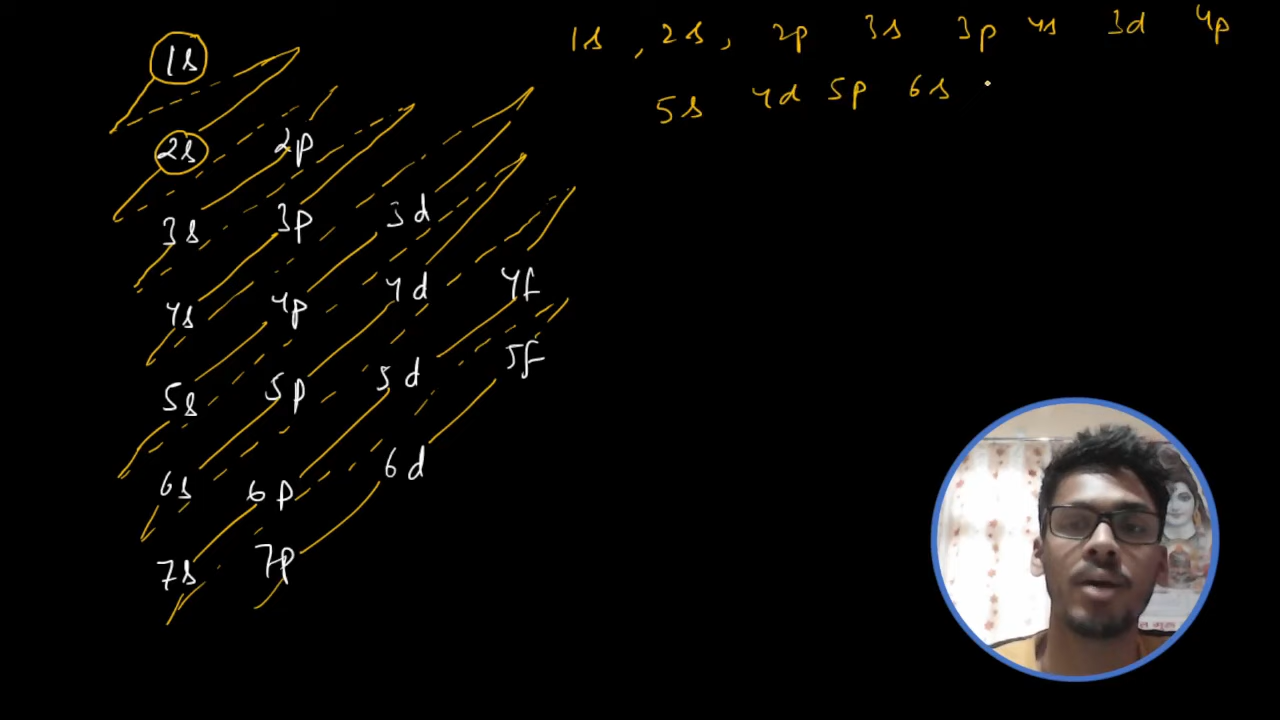 1s , 2s , 2p 3s 3p 4s 3d 4p
5s 4d 5p 6s
1s
2s 2p
3s 3p 3d
4s 4p 4d 4f
5s 5p 5d 5f
6s 6p 6d
7s 7p